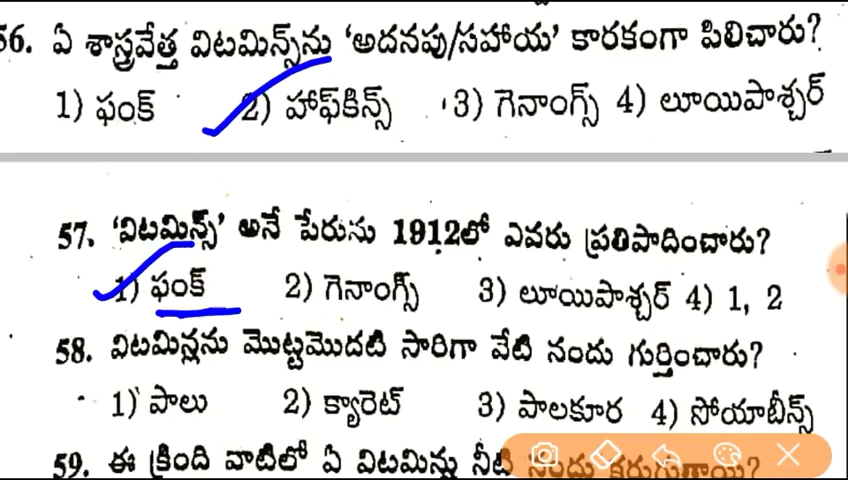 56. ఏ శాస్త్రవేత్త విటమిన్స్‌ను 'అదనపు/సహాయ' కారకంగా పిలిచారు?
1) ఫంక్ 2) హాఫ్‌కిన్స్ 3) గెనాంగ్స్ 4) లూయిపాశ్చర్
57. 'విటమిన్స్' అనే పేరును 1912లో ఎవరు ప్రతిపాదించారు?
1) ఫంక్ 2) గెనాంగ్స్ 3) లూయిపాశ్చర్ 4) 1, 2
58. విటమిన్లను మొట్టమొదటి సారిగా వేటి నందు గుర్తించారు?
1) పాలు 2) క్యారెట్ 3) పాలకూర 4) సోయాబీన్స్
59. ఈ క్రింది వాటిలో ఏ విటమిన్లు నీటి నందు కరుగుతాయి?